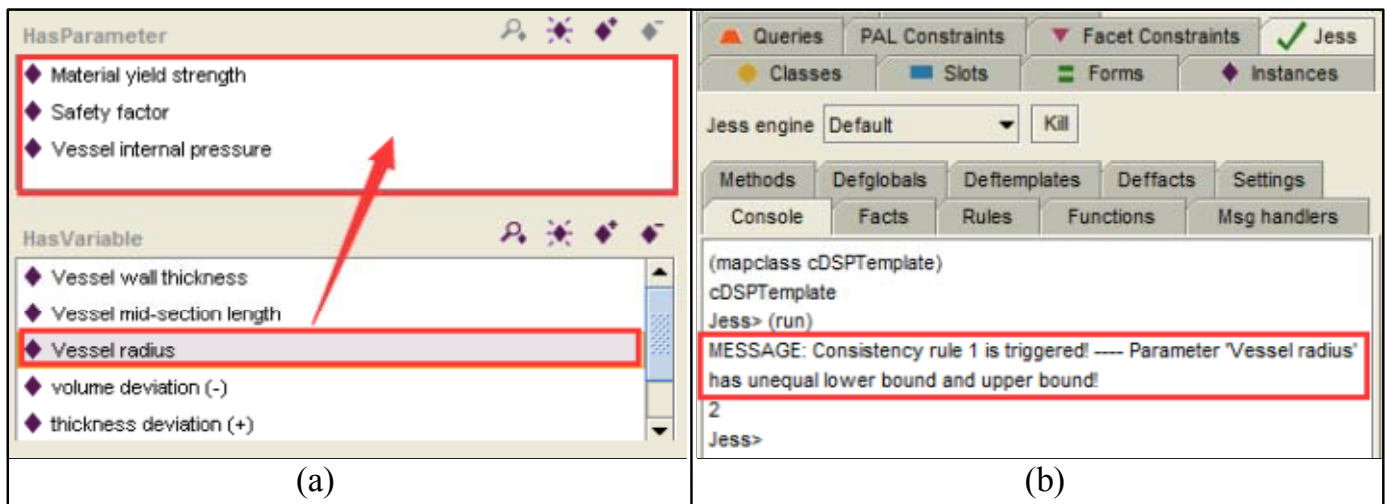 HasParameter
Material yield strength
Safety factor
Vessel internal pressure
HasVariable
Vessel wall thickness
Vessel mid-section length
Vessel radius
volume deviation (-)
thickness deviation (+)
(a)
Queries PAL Constraints Facet Constraints Jess
Classes Slots Forms Instances
Jess engine Default Kill
Methods Defglobals Deftemplates Deffacts Settings
Console Facts Rules Functions Msg handlers
(mapclass cDSPTemplate)
cDSPTemplate
Jess> (run)
MESSAGE: Consistency rule 1 is triggered! ---- Parameter 'Vessel radius'
has unequal lower bound and upper bound!
2
Jess>
(b)